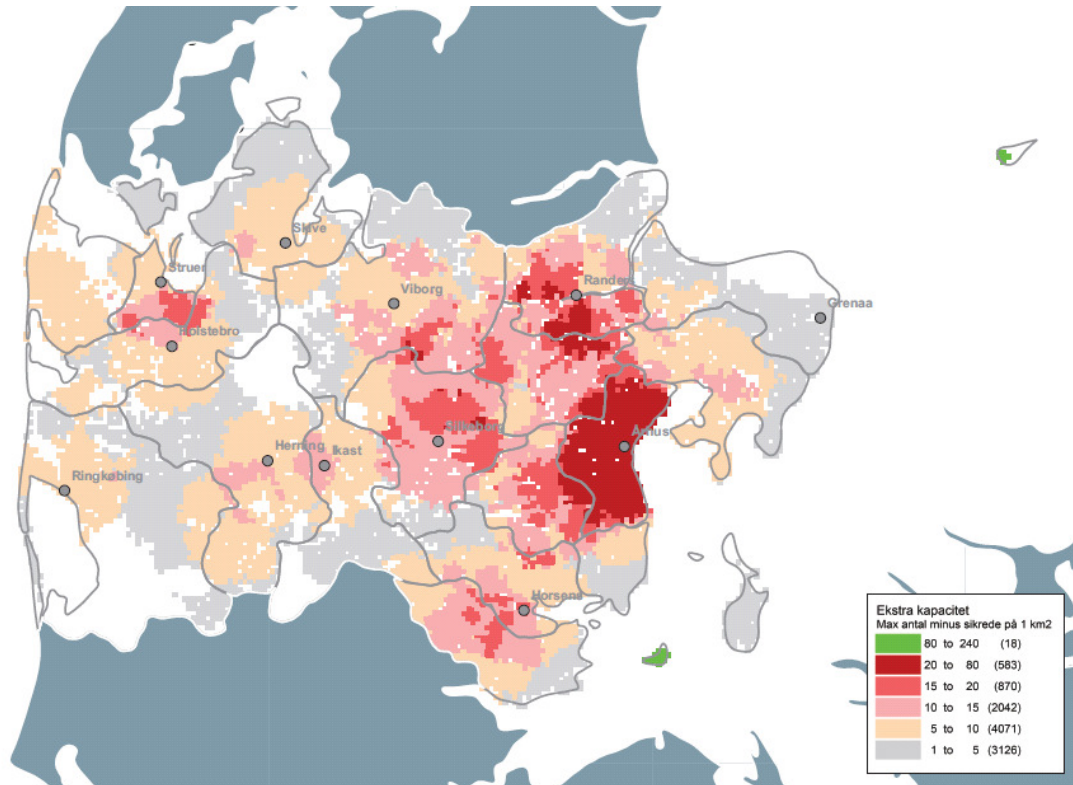 Skive
Struer
Viborg
Randers
Grenaa
Holstebro
Silkeborg
Århus
Herning
Ikast
Ringkøbing
Horsens
Ekstra kapacitet
Max antal minus sikrede på 1 km2
80 to 240 (18)
20 to 80 (583)
15 to 20 (870)
10 to 15 (2042)
5 to 10 (4071)
1 to 5 (3126)